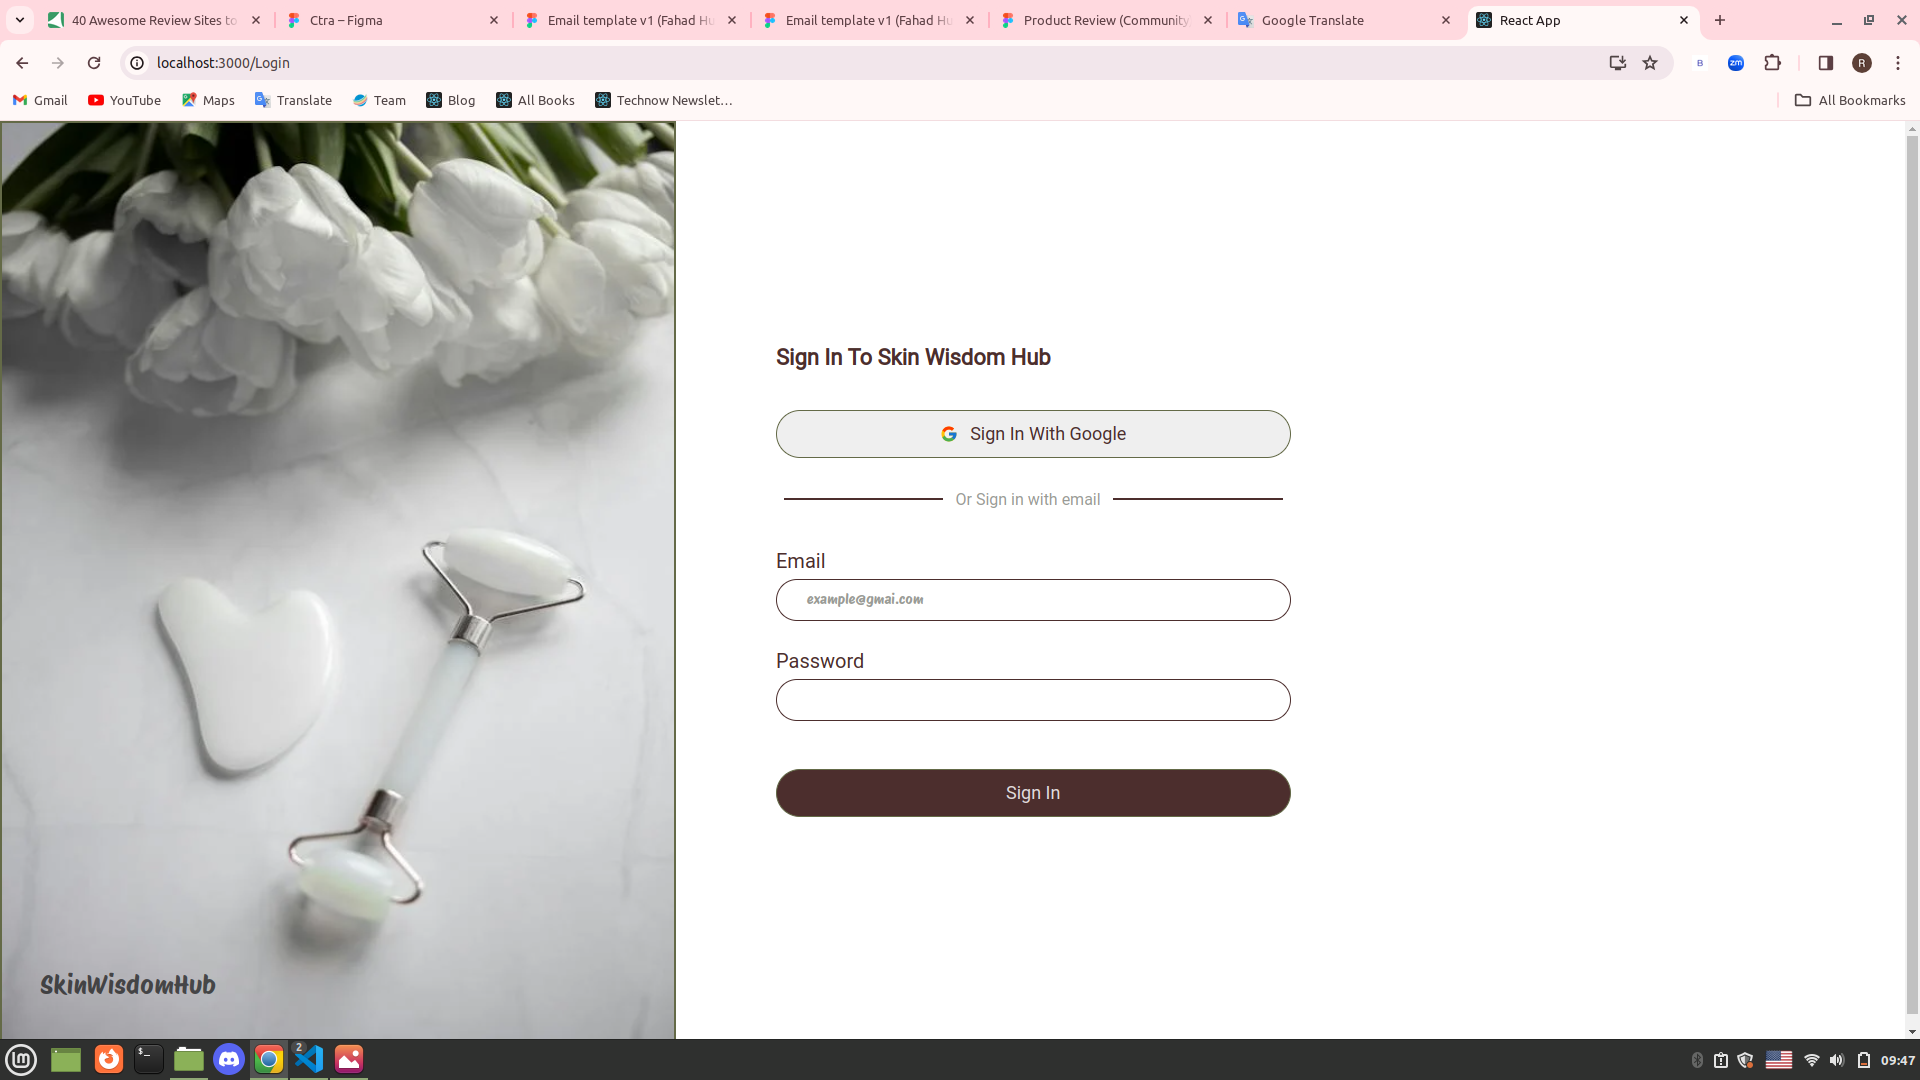 40 Awesome Review Sites to
Ctra – Figma
Email template v1 (Fahad Hu
Email template v1 (Fahad Hu
Product Review (Community
Google Translate
React App
localhost:3000/Login
B
zm
R
Gmail
YouTube
Maps
Translate
Team
Blog
All Books
Technow Newslet…
All Bookmarks
Sign In To Skin Wisdom Hub
Sign In With Google
Or Sign in with email
Email
example@gmai.com
Password
Sign In
SkinWisdomHub
$_
2
09:47